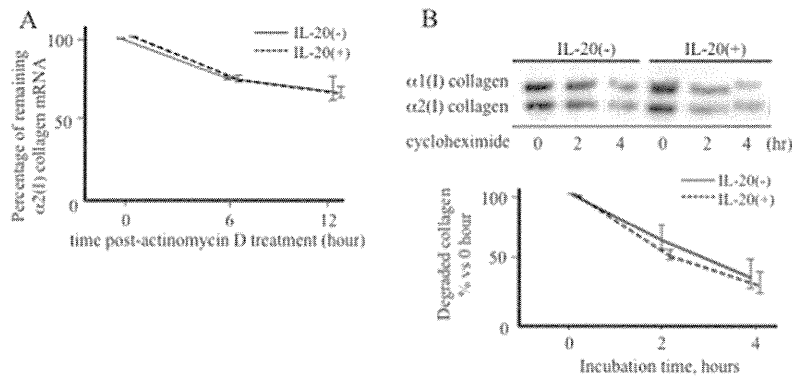 A
IL-20(-)
IL-20(+)
100
50
0
Percentage of remaining
α2(I) collagen mRNA
0 6 12
time post-actinomycin D treatment (hour)
B
IL-20(-) IL-20(+)
α1(I) collagen
α2(I) collagen
cycloheximide 0 2 4 0 2 4 (hr)
IL-20(-)
IL-20(+)
100
50
0
Degraded collagen
% vs 0 hour
0 2 4
Incubation time, hours